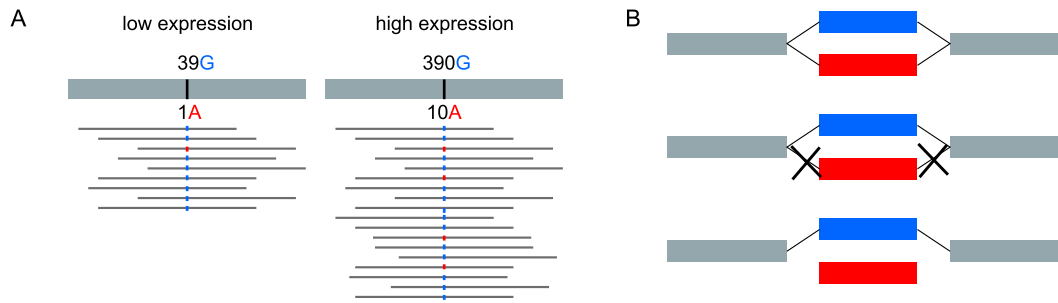 A
low expression
high expression
B
39G
390G
1A
10A